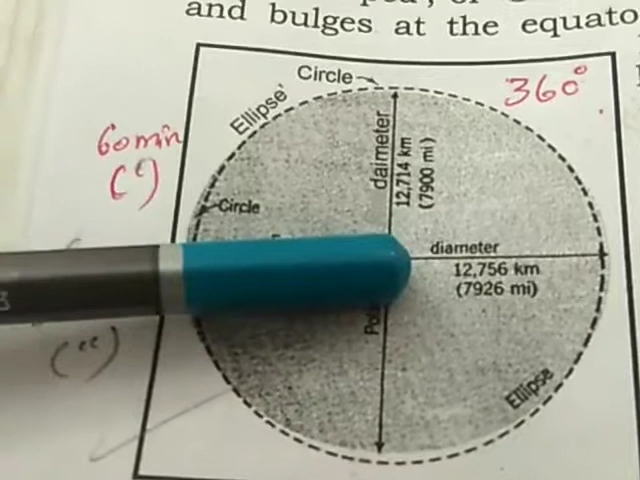 and bulges at the equato
Circle
360°
Ellipse
60min
(')
daimeter
12,714 km
(7900 mi)
Circle
diameter
12,756 km
(7926 mi)
Pol
(")
Ellipse
3